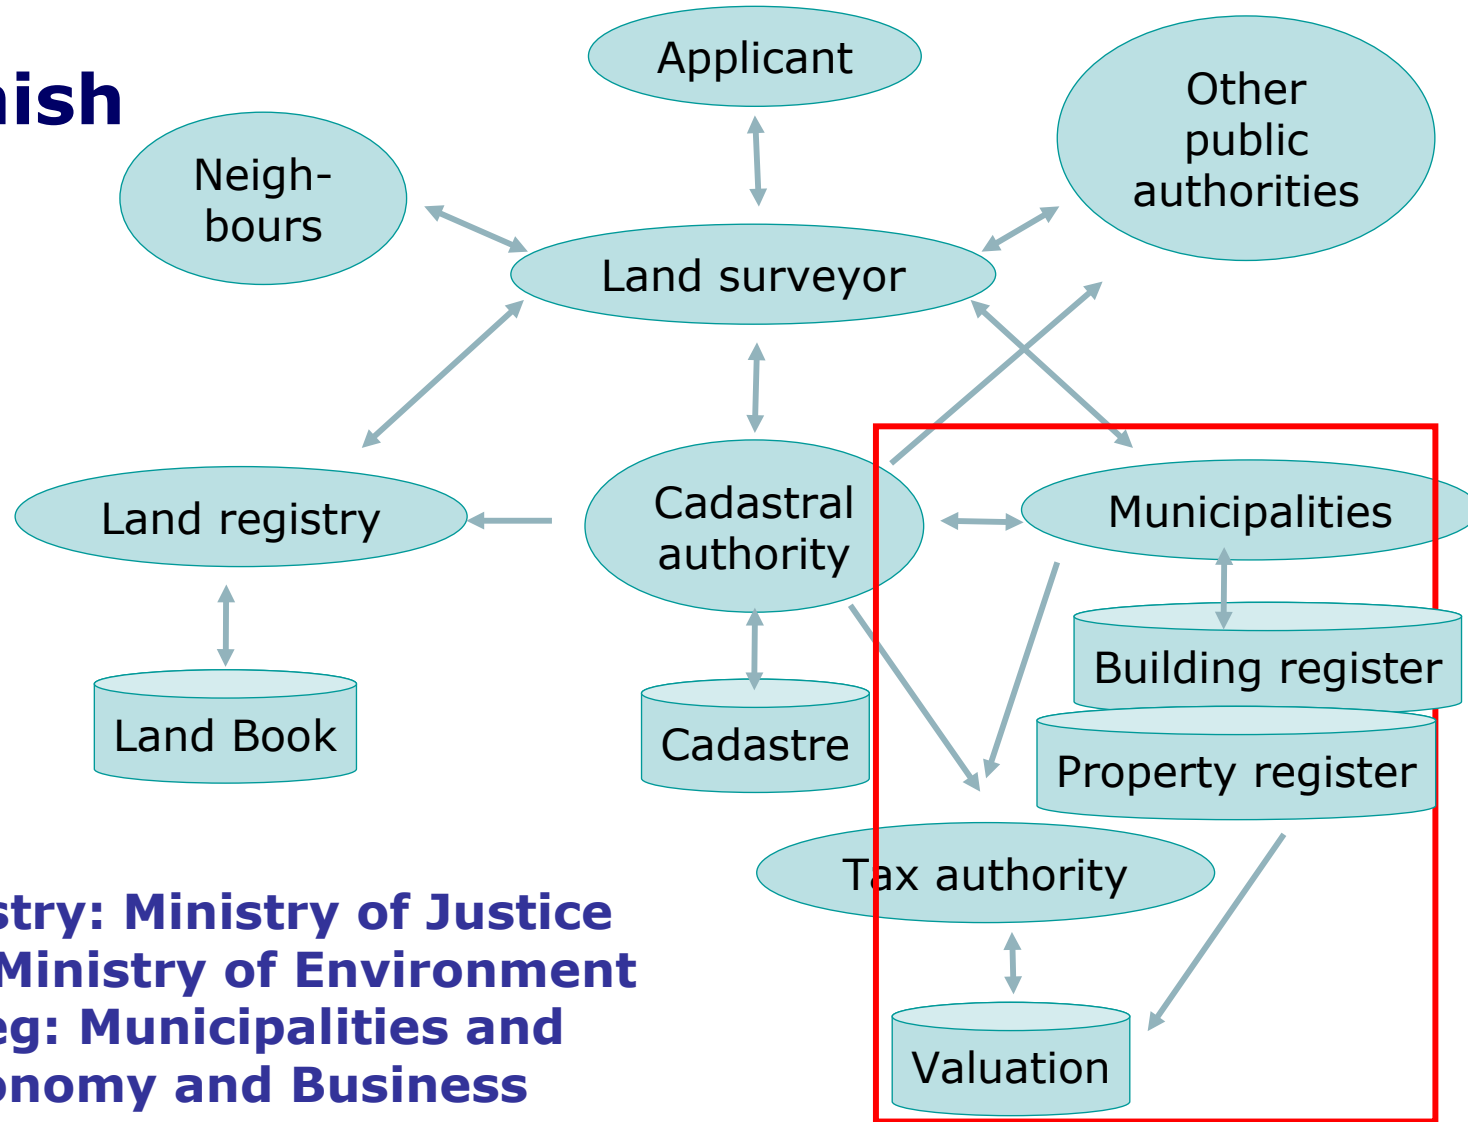 Applicant
nish
Other
public
authorities
Neigh-
bours
Land surveyor
Cadastral
authority
Land registry
Municipalities
Building register
Land Book
Cadastre
Property register
Tax authority
stry: Ministry of Justice
Ministry of Environment
eg: Municipalities and
onomy and Business
Valuation